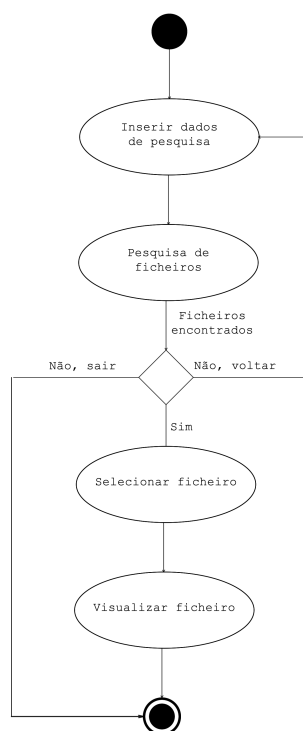 Inserir dados
de pesquisa
Pesquisa de
ficheiros
Ficheiros
encontrados
Não, sair
Não, voltar
Sim
Selecionar ficheiro
Visualizar ficheiro